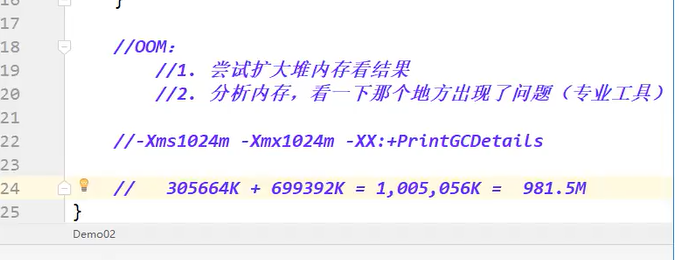 16 }
17
18 //OOM：
19 //1. 尝试扩大堆内存看结果
20 //2. 分析内存，看一下那个地方出现了问题（专业工具）
21
22 //-Xms1024m -Xmx1024m -XX:+PrintGCDetails
23
24 // 305664K + 699392K = 1,005,056K = 981.5M
25 }
Demo02